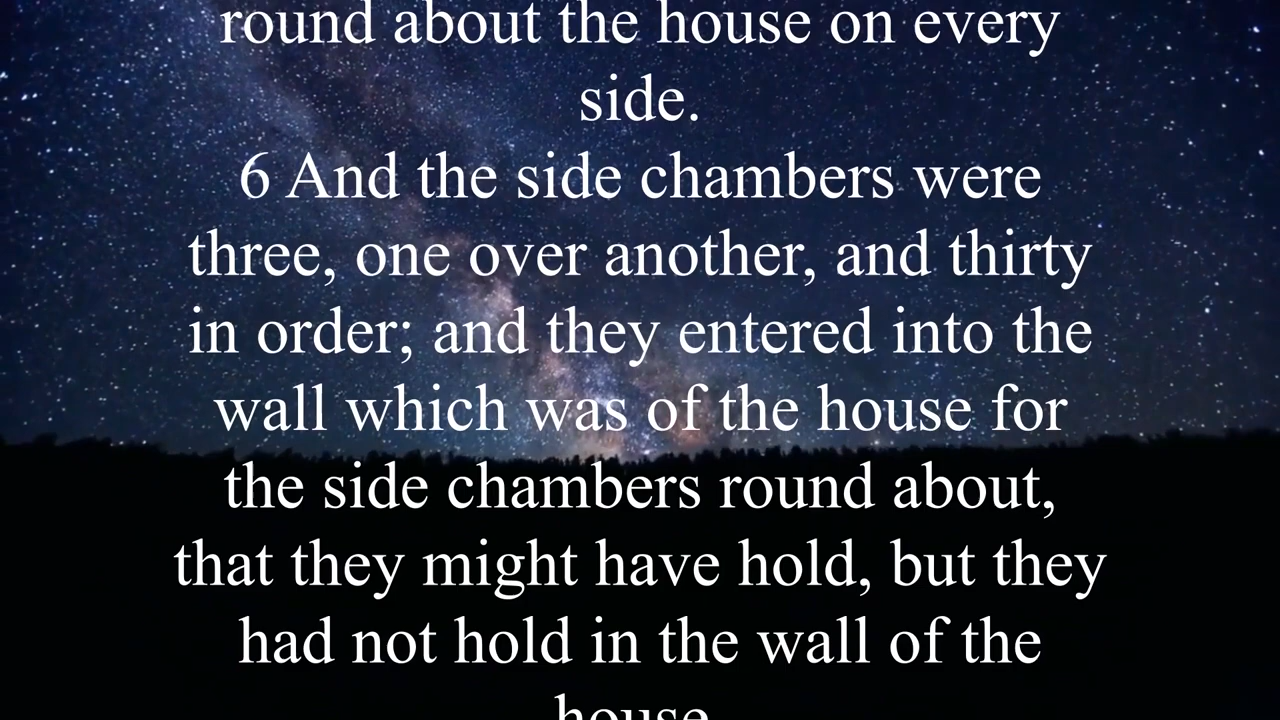 round about the house on every
side.
6 And the side chambers were
three, one over another, and thirty
in order; and they entered into the
wall which was of the house for
the side chambers round about,
that they might have hold, but they
had not hold in the wall of the
house.